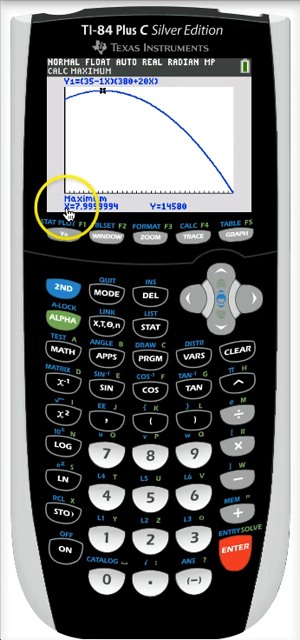 TI-84 Plus C Silver Edition
TEXAS INSTRUMENTS
NORMAL FLOAT AUTO REAL RADIAN MP
CALC MAXIMUM
Y1=(35-1X)(380+20X)
Maximum
X=7.9999994 Y=14580
STAT PLOT F1 TBLSET F2 FORMAT F3 CALC F4 TABLE F5
Y= WINDOW ZOOM TRACE GRAPH
QUIT INS
2ND MODE DEL
A-LOCK LINK LIST
ALPHA X,T,Θ,n STAT
TEST A ANGLE B DRAW C DISTR
MATH APPS PRGM VARS CLEAR
MATRIX D SIN⁻¹ E COS⁻¹ F TAN⁻¹ G π H
x⁻¹ SIN COS TAN ^
√ I EE J { K } L e M
x² , ( ) ÷
10ˣ N u O v P w Q [ R
LOG 7 8 9 ×
eˣ S L4 T L5 U L6 V ] W
LN 4 5 6 −
RCL X L1 Y L2 Z L3 θ MEM "
STO› 1 2 3 +
OFF CATALOG i ANS ? ENTRY SOLVE
ON 0 . (−) ENTER